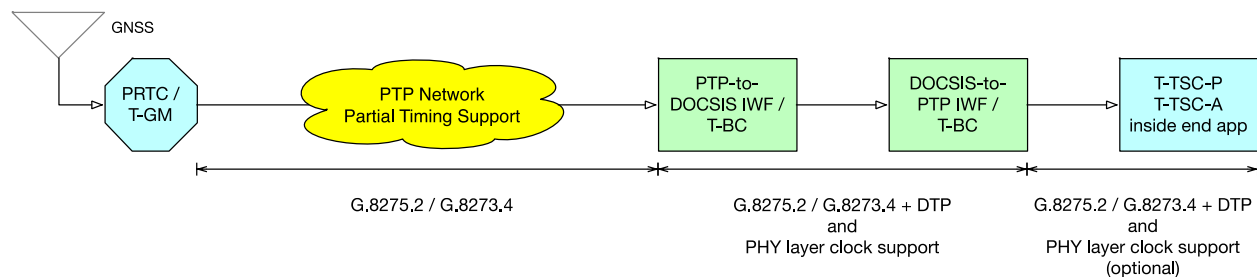 GNSS
PRTC /
T-GM
PTP Network
Partial Timing Support
PTP-to-
DOCSIS IWF /
T-BC
DOCSIS-to-
PTP IWF /
T-BC
T-TSC-P
T-TSC-A
inside end app
G.8275.2 / G.8273.4
G.8275.2 / G.8273.4 + DTP
and
PHY layer clock support
G.8275.2 / G.8273.4 + DTP
and
PHY layer clock support
(optional)